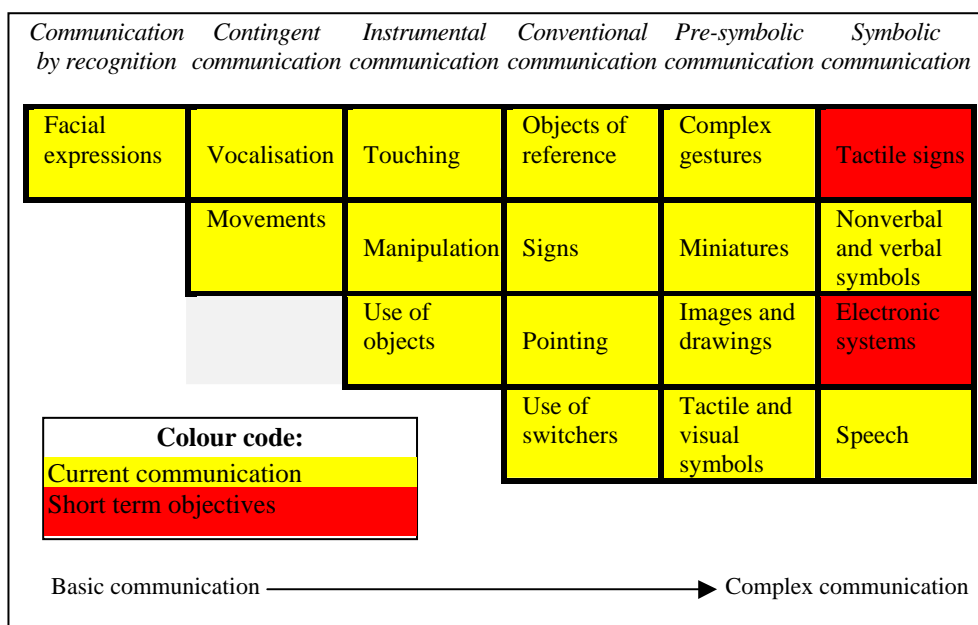 Communication by recognition
Contingent communication
Instrumental communication
Conventional communication
Pre-symbolic communication
Symbolic communication
Facial expressions
Vocalisation
Touching
Objects of reference
Complex gestures
Tactile signs
Movements
Manipulation
Signs
Miniatures
Nonverbal and verbal symbols
Use of objects
Pointing
Images and drawings
Electronic systems
Use of switchers
Tactile and visual symbols
Speech
Colour code:
Current communication
Short term objectives
Basic communication
Complex communication